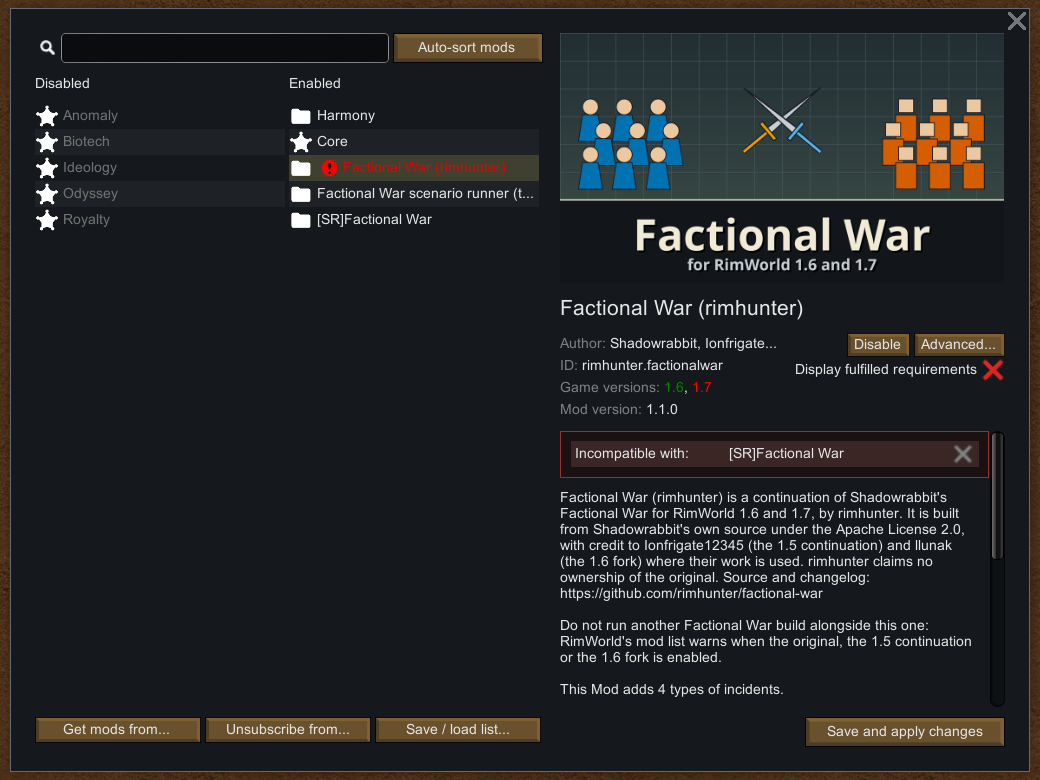 Auto-sort mods
Disabled
Enabled
Anomaly
Biotech
Ideology
Odyssey
Royalty
Harmony
Core
Factional War (rimhunter)
Factional War scenario runner (t...
[SR]Factional War
Get mods from...
Unsubscribe from...
Save / load list...
Factional War
for RimWorld 1.6 and 1.7
Factional War (rimhunter)
Author: Shadowrabbit, Ionfrigate...
ID: rimhunter.factionalwar
Game versions: 1.6, 1.7
Mod version: 1.1.0
Disable
Advanced...
Display fulfilled requirements
Incompatible with: [SR]Factional War
Factional War (rimhunter) is a continuation of Shadowrabbit's
Factional War for RimWorld 1.6 and 1.7, by rimhunter. It is built
from Shadowrabbit's own source under the Apache License 2.0,
with credit to Ionfrigate12345 (the 1.5 continuation) and llunak
(the 1.6 fork) where their work is used. rimhunter claims no
ownership of the original. Source and changelog:
https://github.com/rimhunter/factional-war
Do not run another Factional War build alongside this one:
RimWorld's mod list warns when the original, the 1.5 continuation
or the 1.6 fork is enabled.
This Mod adds 4 types of incidents.
Save and apply changes